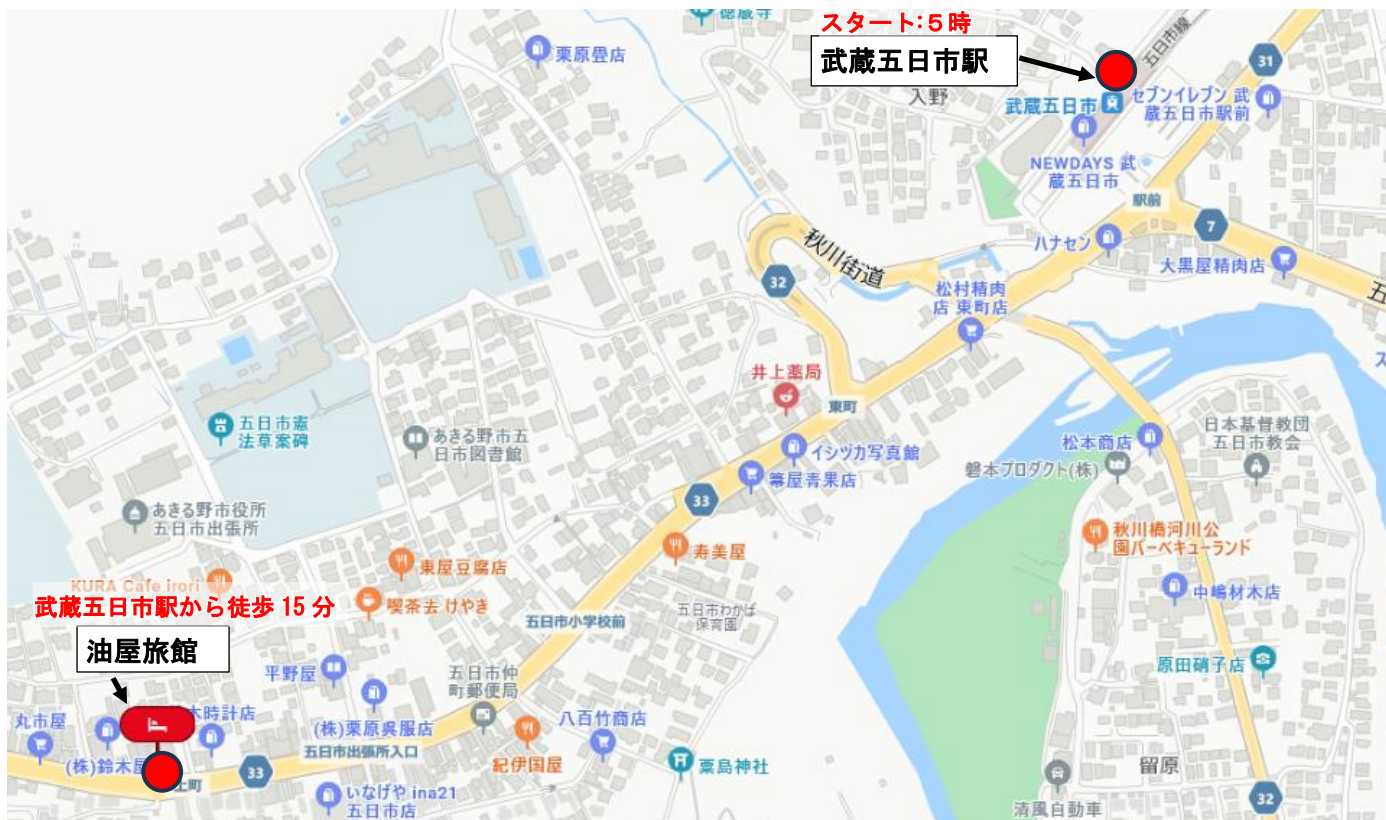 徳蔵寺
スタート:5時
武蔵五日市駅
五日市線
栗原畳店
入野
31
武蔵五日市
セブンイレブン 武
蔵五日市駅前
NEWDAYS 武
蔵五日市
駅前
7
ハナセン
大黒屋精肉店
五
秋川街道
32
松村精肉
店 東町店
ス
井上薬局
東町
五日市憲
法草案碑
あきる野市五
日市図書館
イシヅカ写真館
松本商店
日本基督教団
五日市教会
磐本プロダクト(株)
箒屋青果店
33
あきる野市役所
五日市出張所
秋川橋河川公
園バーベキューランド
寿美屋
東屋豆腐店
KURA Cafe irori
中嶋材木店
武蔵五日市駅から徒歩 15 分
喫茶去 けやき
五日市小学校前
五日市わかば
保育園
油屋旅館
平野屋
五日市仲
町郵便局
原田硝子店
丸市屋
木時計店
(株)栗原呉服店
八百竹商店
五日市出張所入口
紀伊国屋
粟島神社
(株)鈴木屋
上町
33
留原
いなげや ina21
五日市店
清風自動車
32